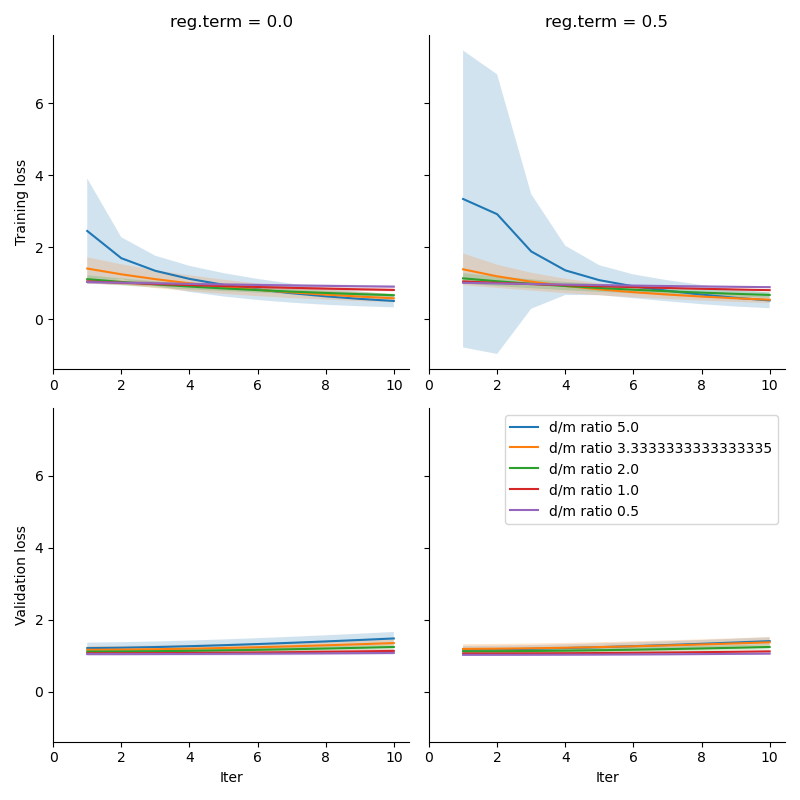 reg.term = 0.0
reg.term = 0.5
Training loss
6
4
2
0
0 2 4 6 8 10
0 2 4 6 8 10
Validation loss
6
4
2
0
d/m ratio 5.0
d/m ratio 3.3333333333333335
d/m ratio 2.0
d/m ratio 1.0
d/m ratio 0.5
0 2 4 6 8 10
0 2 4 6 8 10
Iter
Iter